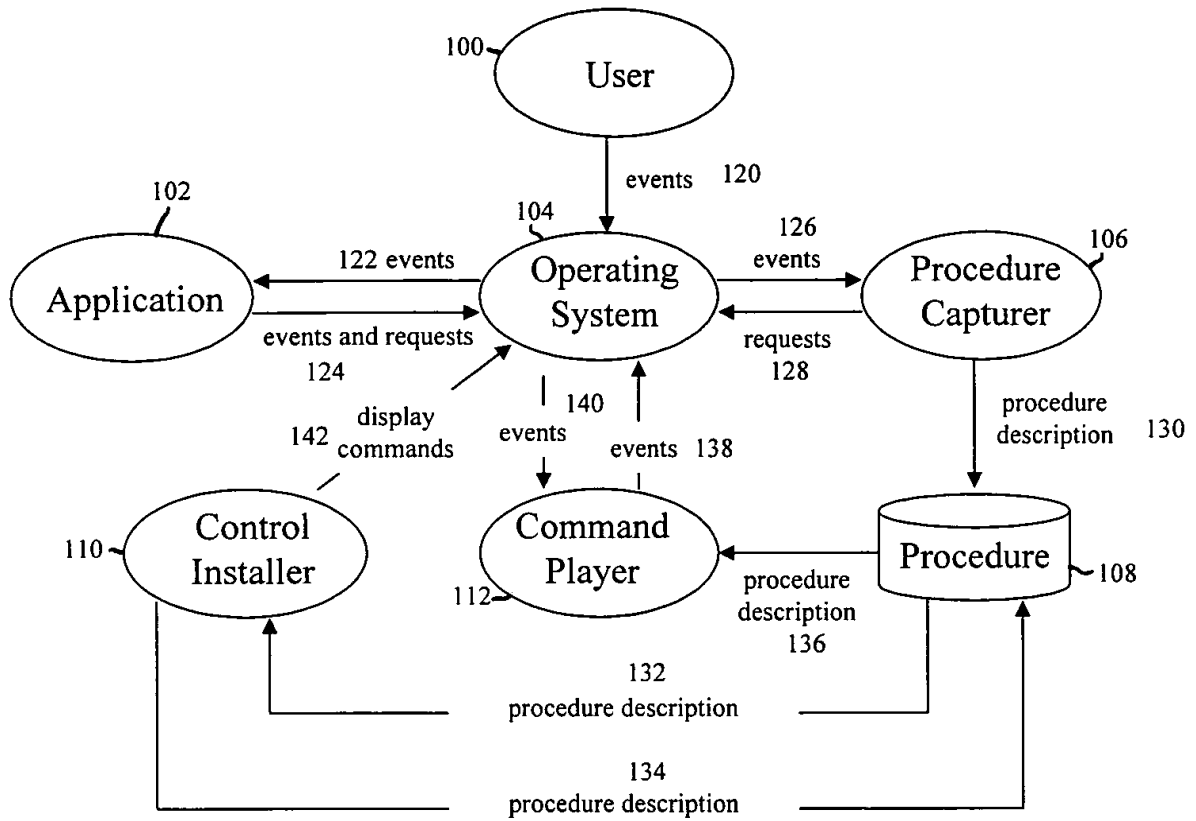 100
User
events 120
102
104
126
106
122 events
events
Application
Operating
System
Procedure
Capturer
events and requests
124
requests
128
display
commands
142
140
events
events 138
procedure
description 130
110
Control
Installer
Command
Player
112
Procedure
108
procedure
description
136
132
procedure description
134
procedure description